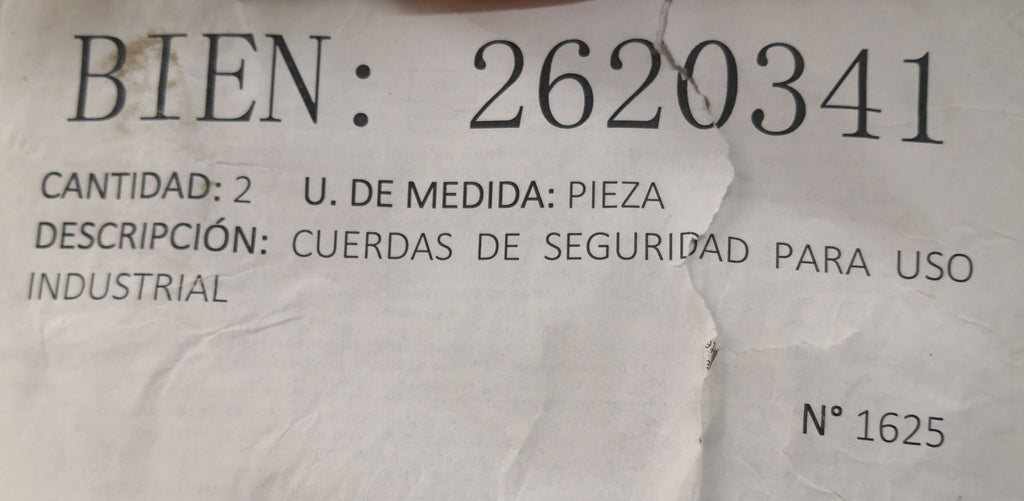 BIEN: 2620341
CANTIDAD: 2 U. DE MEDIDA: PIEZA
DESCRIPCIÓN: CUERDAS DE SEGURIDAD PARA USO
INDUSTRIAL
N° 1625